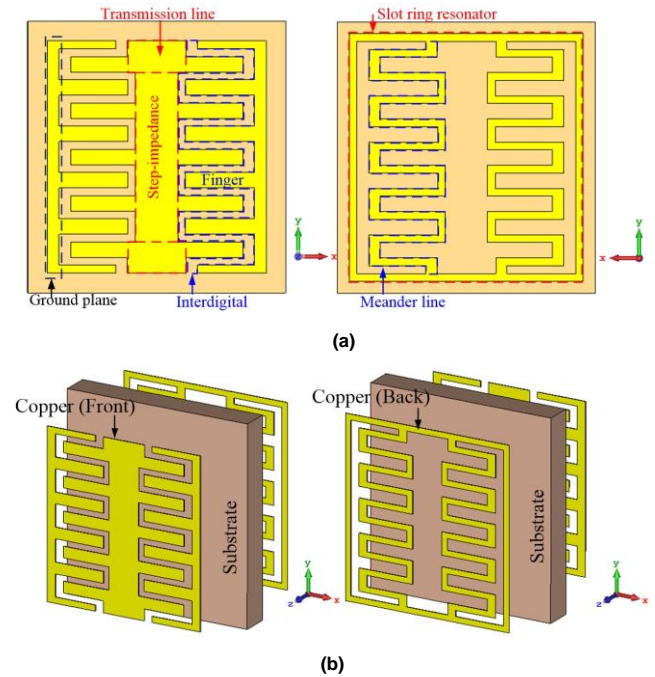 Transmission line
Slot ring resonator
Step-impedance
Finger
y
x
y
x
Ground plane
Interdigital
Meander line
(a)
Copper (Front)
Copper (Back)
Substrate
Substrate
y
z
x
y
z
x
(b)